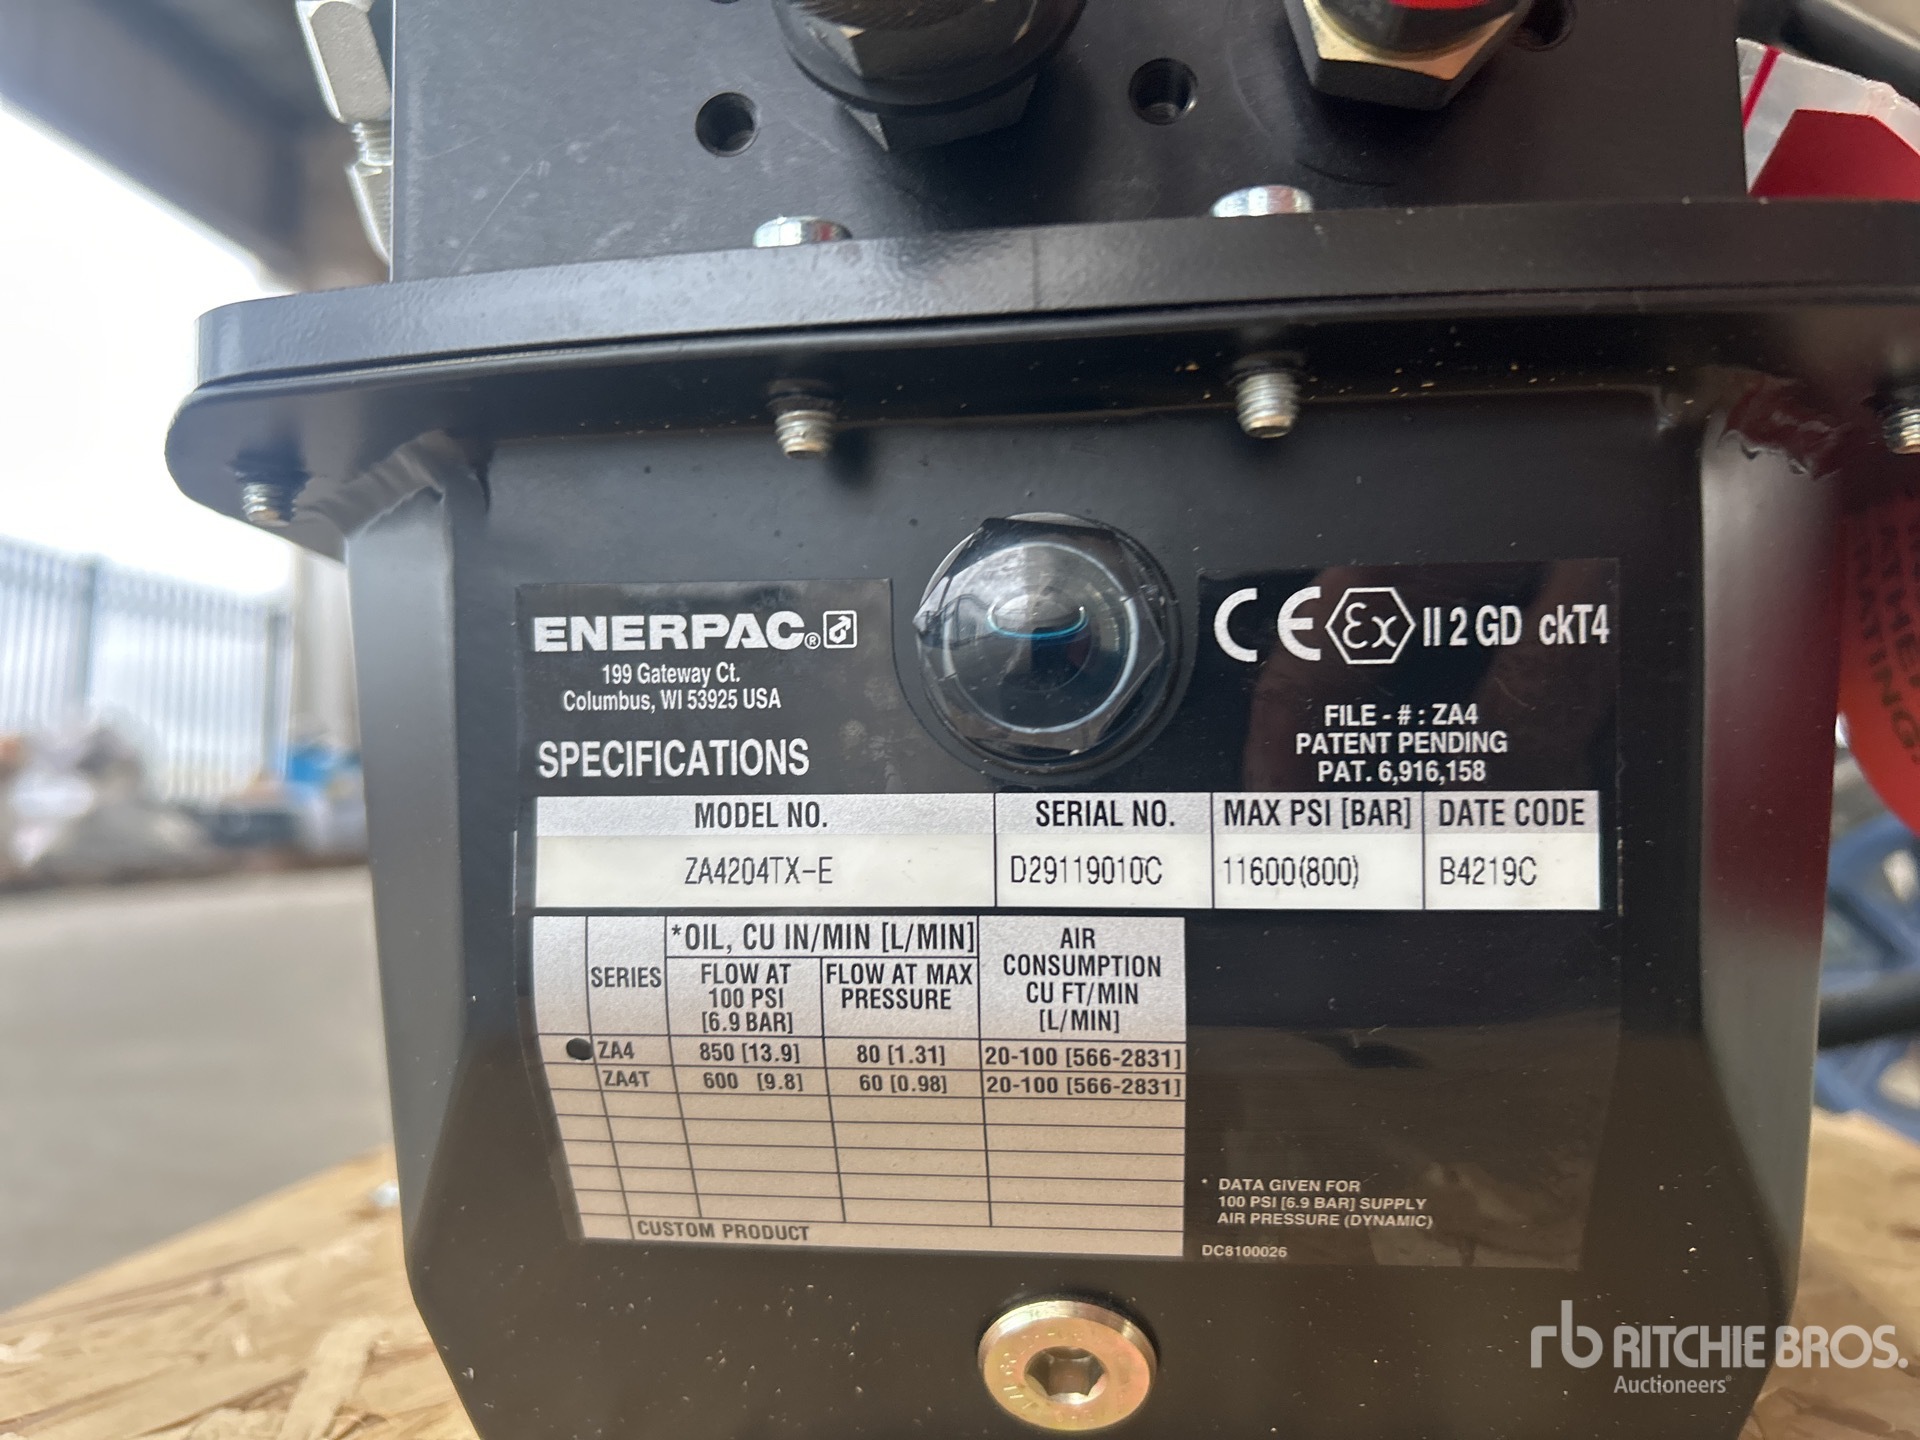 ENERPAC®
199 Gateway Ct.
Columbus, WI 53925 USA
SPECIFICATIONS
CE Ex II 2 GD ckT4
FILE - # : ZA4
PATENT PENDING
PAT. 6,916,158
MODEL NO. SERIAL NO. MAX PSI [BAR] DATE CODE
ZA4204TX-E D29119010C 11600(800) B4219C
SERIES
*OIL, CU IN/MIN [L/MIN]
FLOW AT
100 PSI
[6.9 BAR]
FLOW AT MAX
PRESSURE
AIR
CONSUMPTION
CU FT/MIN
[L/MIN]
ZA4 850 [13.9] 80 [1.31] 20-100 [566-2831]
ZA4T 600 [9.8] 60 [0.98] 20-100 [566-2831]
CUSTOM PRODUCT
* DATA GIVEN FOR
100 PSI [6.9 BAR] SUPPLY
AIR PRESSURE (DYNAMIC)
DC8100026
rb RITCHIE BROS.
Auctioneers